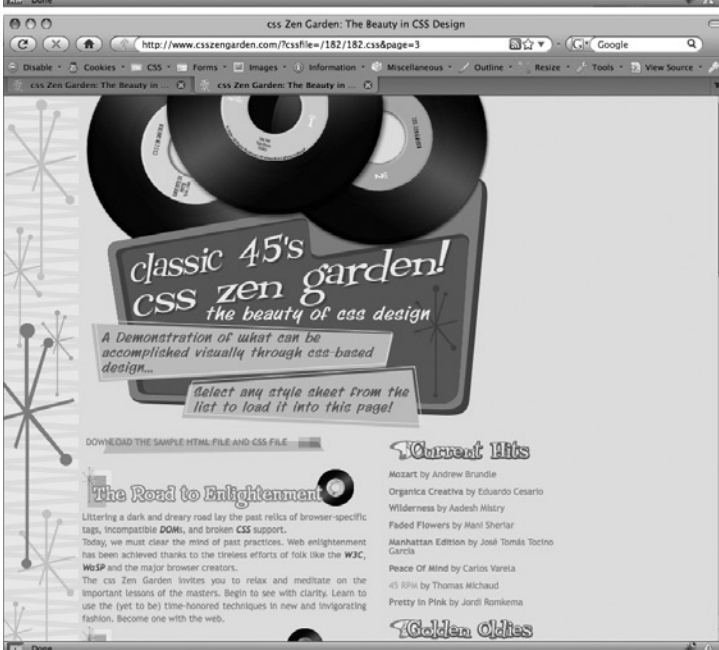 Done
css Zen Garden: The Beauty in CSS Design
http://www.csszengarden.com/?cssfile=/182/182.css&page=3
Google
Disable Cookies CSS Forms Images Information Miscellaneous Outline Resize Tools View Source
css Zen Garden: The Beauty in ... css Zen Garden: The Beauty in ...
classic 45's
css zen garden!
the beauty of css design
A Demonstration of what can be
accomplished visually through css-based
design...
Select any style sheet from the
list to load it into this page!
DOWNLOAD THE SAMPLE HTML FILE AND CSS FILE
The Road to Enlightenment
Littering a dark and dreary road lay the past relics of browser-specific
tags, incompatible DOMs, and broken CSS support.
Today, we must clear the mind of past practices. Web enlightenment
has been achieved thanks to the tireless efforts of folk like the W3C,
WaSP and the major browser creators.
The css Zen Garden invites you to relax and meditate on the
important lessons of the masters. Begin to see with clarity. Learn to
use the (yet to be) time-honored techniques in new and invigorating
fashion. Become one with the web.
Current Hits
Mozart by Andrew Brundle
Organica Creativa by Eduardo Cesario
Wilderness by Aadesh Mistry
Faded Flowers by Mani Sheriar
Manhattan Edition by José Tomás Tocino
García
Peace Of Mind by Carlos Varela
45 RPM by Thomas Michaud
Pretty in Pink by Jordi Romkema
Golden Oldies
Done